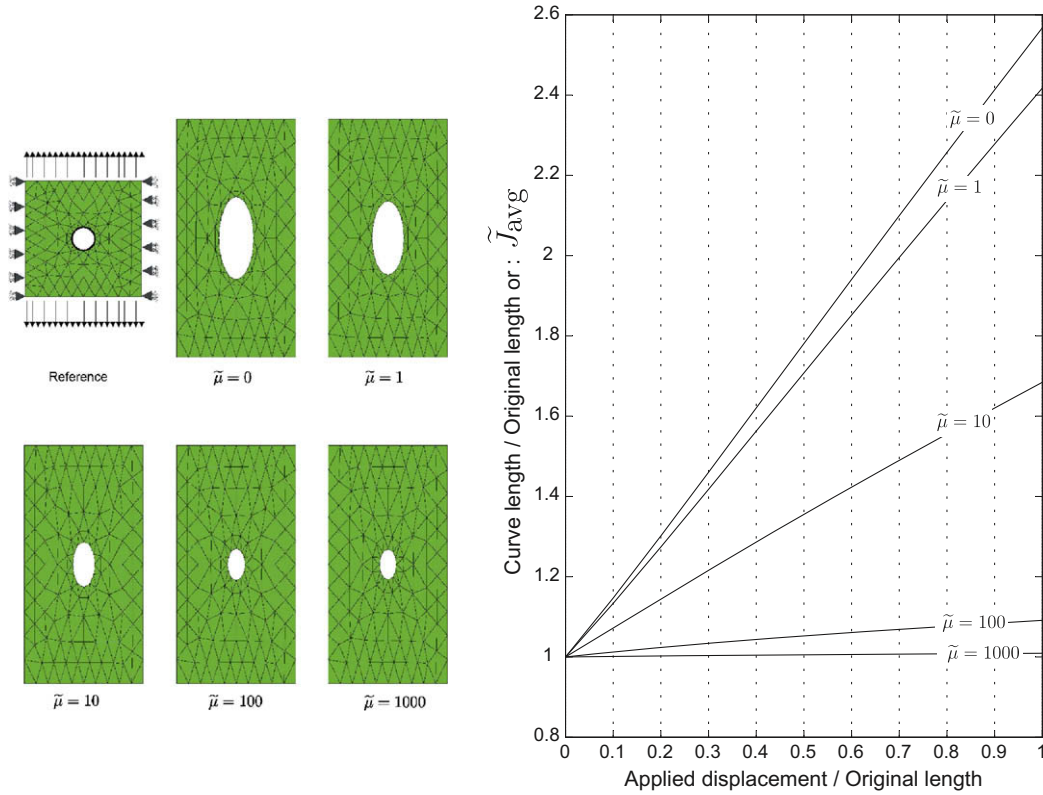 Reference
μ̃ = 0
μ̃ = 1
μ̃ = 10
μ̃ = 100
μ̃ = 1000
Curve length / Original length or : J̃avg
2.6
2.4
2.2
2
1.8
1.6
1.4
1.2
1
0.8
μ̃ = 0
μ̃ = 1
μ̃ = 10
μ̃ = 100
μ̃ = 1000
0 0.1 0.2 0.3 0.4 0.5 0.6 0.7 0.8 0.9 1
Applied displacement / Original length